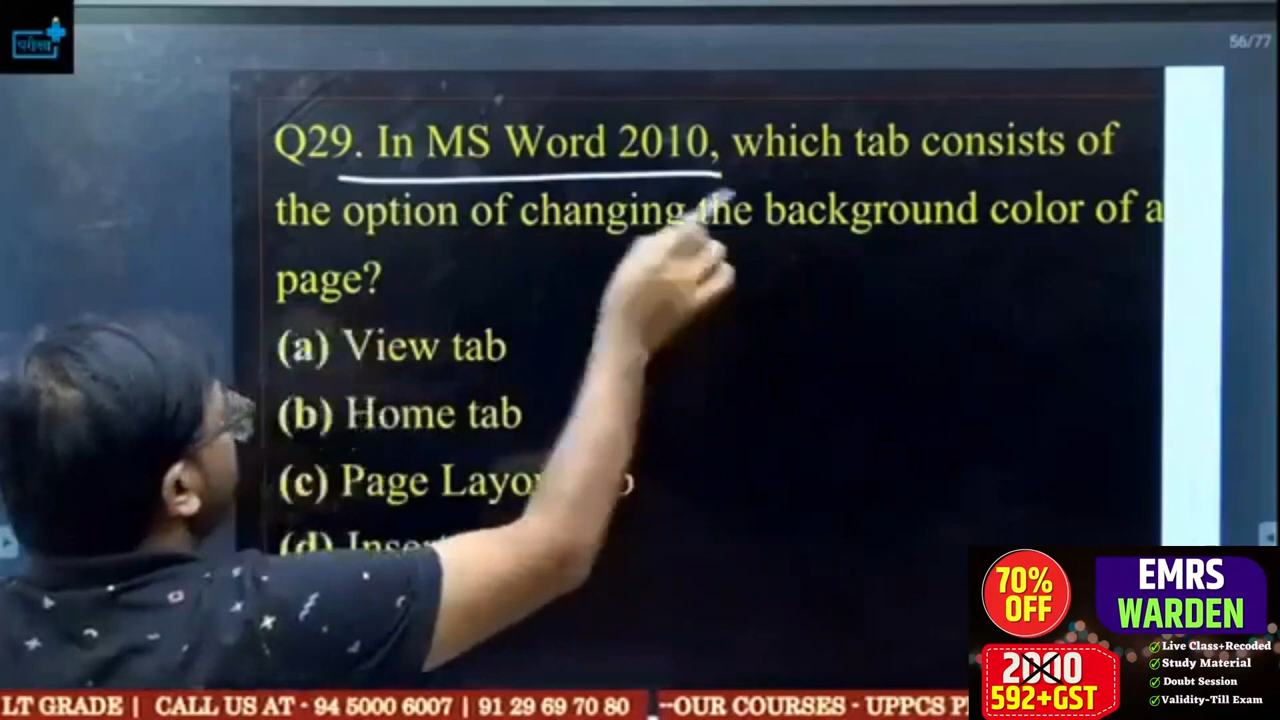 परीक्षा
56/77
Q29. In MS Word 2010, which tab consists of
the option of changing the background color of a
page?
(a) View tab
(b) Home tab
(c) Page Layou
(d) Inser
70%
OFF
EMRS
WARDEN
2000
592+GST
Live Class+Recoded
Study Material
Doubt Session
Validity-Till Exam
LT GRADE | CALL US AT - 94 5000 6007 | 91 29 69 70 80 --OUR COURSES - UPPCS P